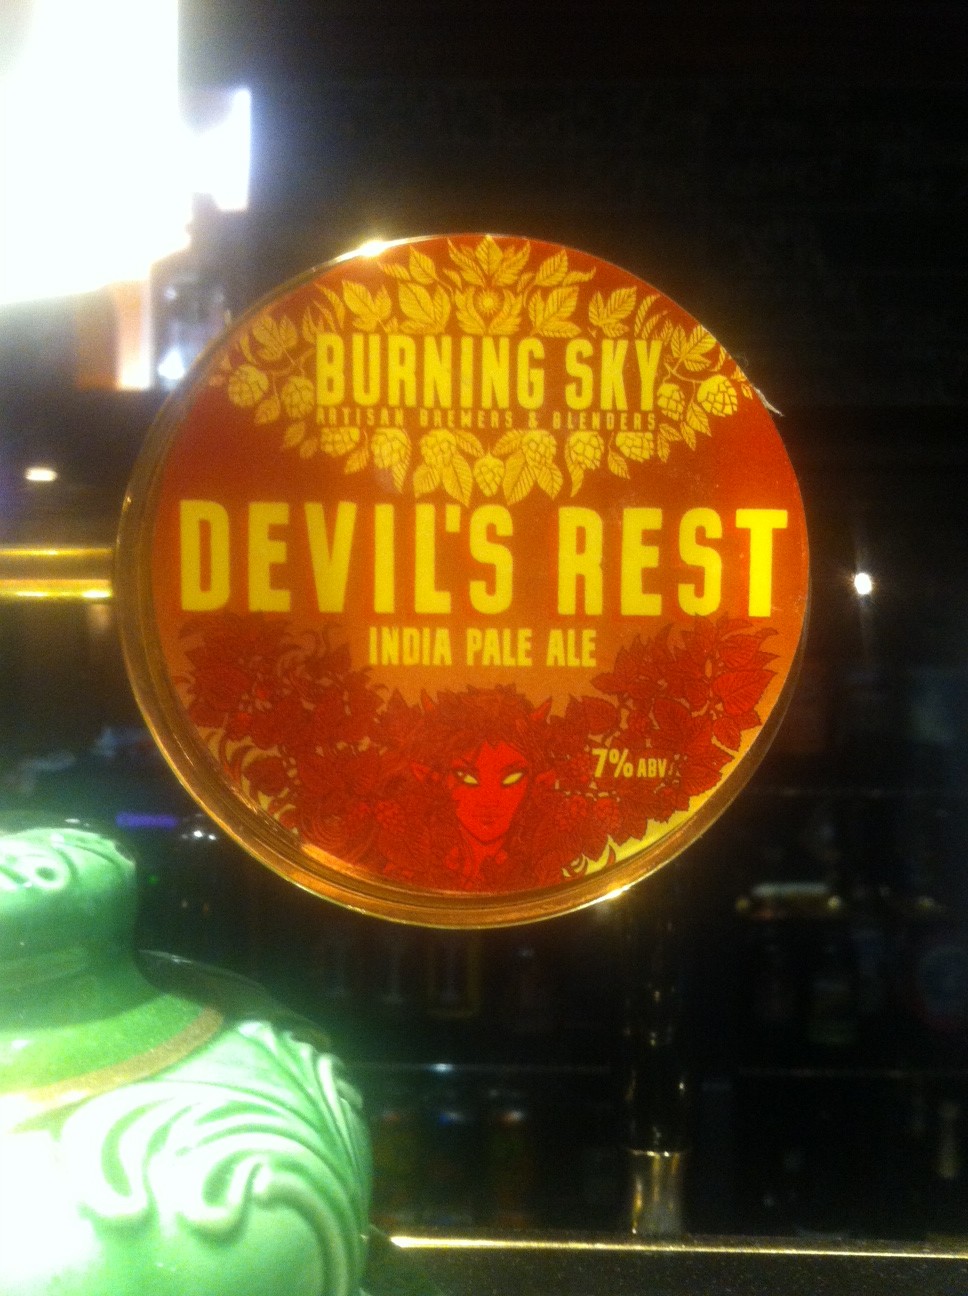 BURNING SKY
ARTISAN BREWERS & BLENDERS
DEVIL'S REST
INDIA PALE ALE
7% ABV